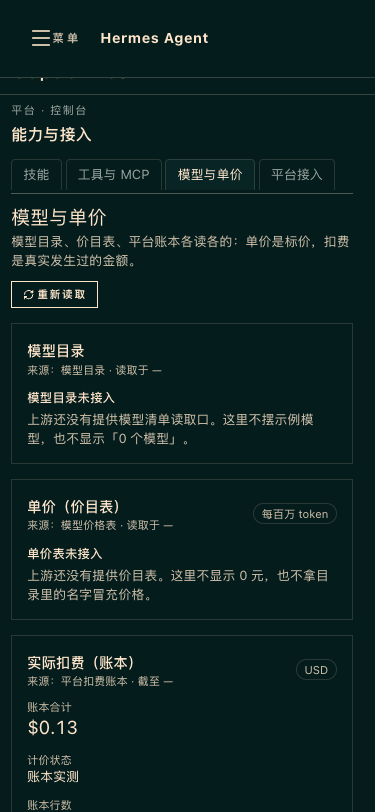 菜单
Hermes Agent
平台 · 控制台
能力与接入
技能
工具与 MCP
模型与单价
平台接入
模型与单价
模型目录、价目表、平台账本各读各的：单价是标价，扣费
是真实发生过的金额。
重新读取
模型目录
来源：模型目录 · 读取于 —
模型目录未接入
上游还没有提供模型清单读取口。这里不摆示例模
型，也不显示「0 个模型」。
单价（价目表）
每百万 token
来源：模型价格表 · 读取于 —
单价表未接入
上游还没有提供价目表。这里不显示 0 元，也不拿目
录里的名字冒充价格。
实际扣费（账本）
USD
来源：平台扣费账本 · 截至 —
账本合计
$0.13
计价状态
账本实测
账本行数